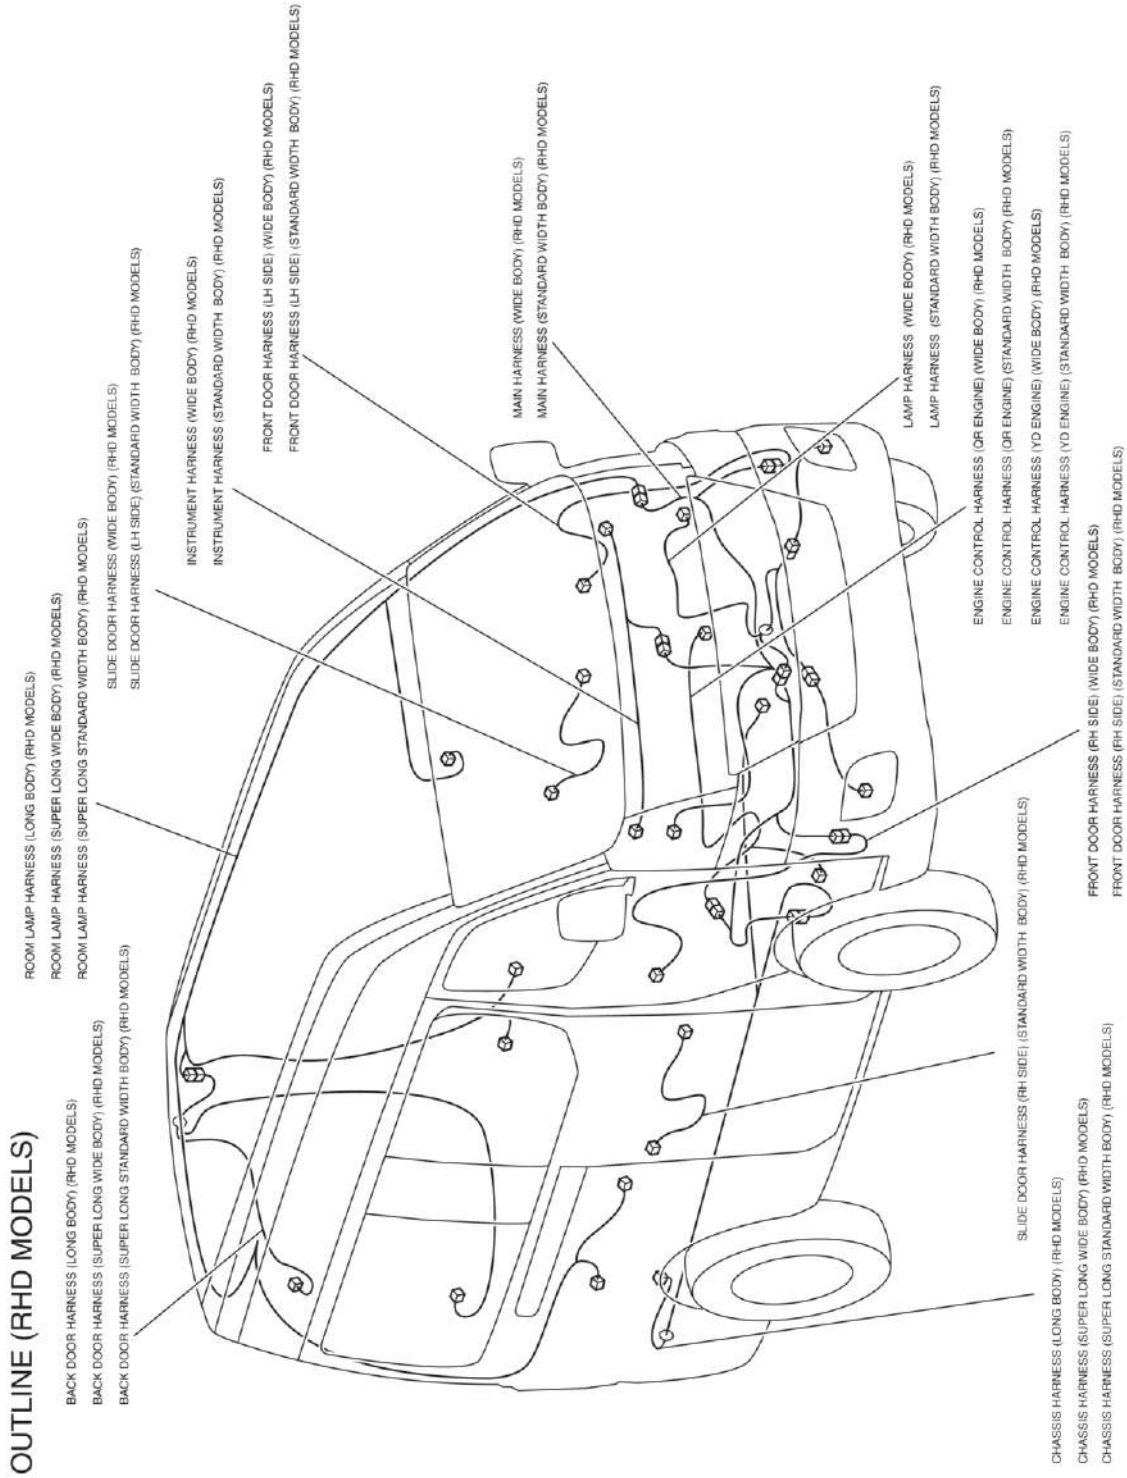 OUTLINE (RHD MODELS)
BACK DOOR HARNESS (LONG BODY) (RHD MODELS)
BACK DOOR HARNESS (SUPER LONG WIDE BODY) (RHD MODELS)
BACK DOOR HARNESS (SUPER LONG STANDARD WIDTH BODY) (RHD MODELS)
ROOM LAMP HARNESS (LONG BODY) (RHD MODELS)
ROOM LAMP HARNESS (SUPER LONG WIDE BODY) (RHD MODELS)
ROOM LAMP HARNESS (SUPER LONG STANDARD WIDTH BODY) (RHD MODELS)
SLIDE DOOR HARNESS (WIDE BODY) (RHD MODELS)
SLIDE DOOR HARNESS (LH SIDE) (STANDARD WIDTH BODY) (RHD MODELS)
INSTRUMENT HARNESS (WIDE BODY) (RHD MODELS)
INSTRUMENT HARNESS (STANDARD WIDTH BODY) (RHD MODELS)
FRONT DOOR HARNESS (LH SIDE) (WIDE BODY) (RHD MODELS)
FRONT DOOR HARNESS (LH SIDE) (STANDARD WIDTH BODY) (RHD MODELS)
MAIN HARNESS (WIDE BODY) (RHD MODELS)
MAIN HARNESS (STANDARD WIDTH BODY) (RHD MODELS)
LAMP HARNESS (WIDE BODY) (RHD MODELS)
LAMP HARNESS (STANDARD WIDTH BODY) (RHD MODELS)
ENGINE CONTROL HARNESS (QR ENGINE) (WIDE BODY) (RHD MODELS)
ENGINE CONTROL HARNESS (QR ENGINE) (STANDARD WIDTH BODY) (RHD MODELS)
ENGINE CONTROL HARNESS (YD ENGINE) (WIDE BODY) (RHD MODELS)
ENGINE CONTROL HARNESS (YD ENGINE) (STANDARD WIDTH BODY) (RHD MODELS)
FRONT DOOR HARNESS (RH SIDE) (WIDE BODY) (RHD MODELS)
FRONT DOOR HARNESS (RH SIDE) (STANDARD WIDTH BODY) (RHD MODELS)
SLIDE DOOR HARNESS (RH SIDE) (STANDARD WIDTH BODY) (RHD MODELS)
CHASSIS HARNESS (LONG BODY) (RHD MODELS)
CHASSIS HARNESS (SUPER LONG WIDE BODY) (RHD MODELS)
CHASSIS HARNESS (SUPER LONG STANDARD WIDTH BODY) (RHD MODELS)